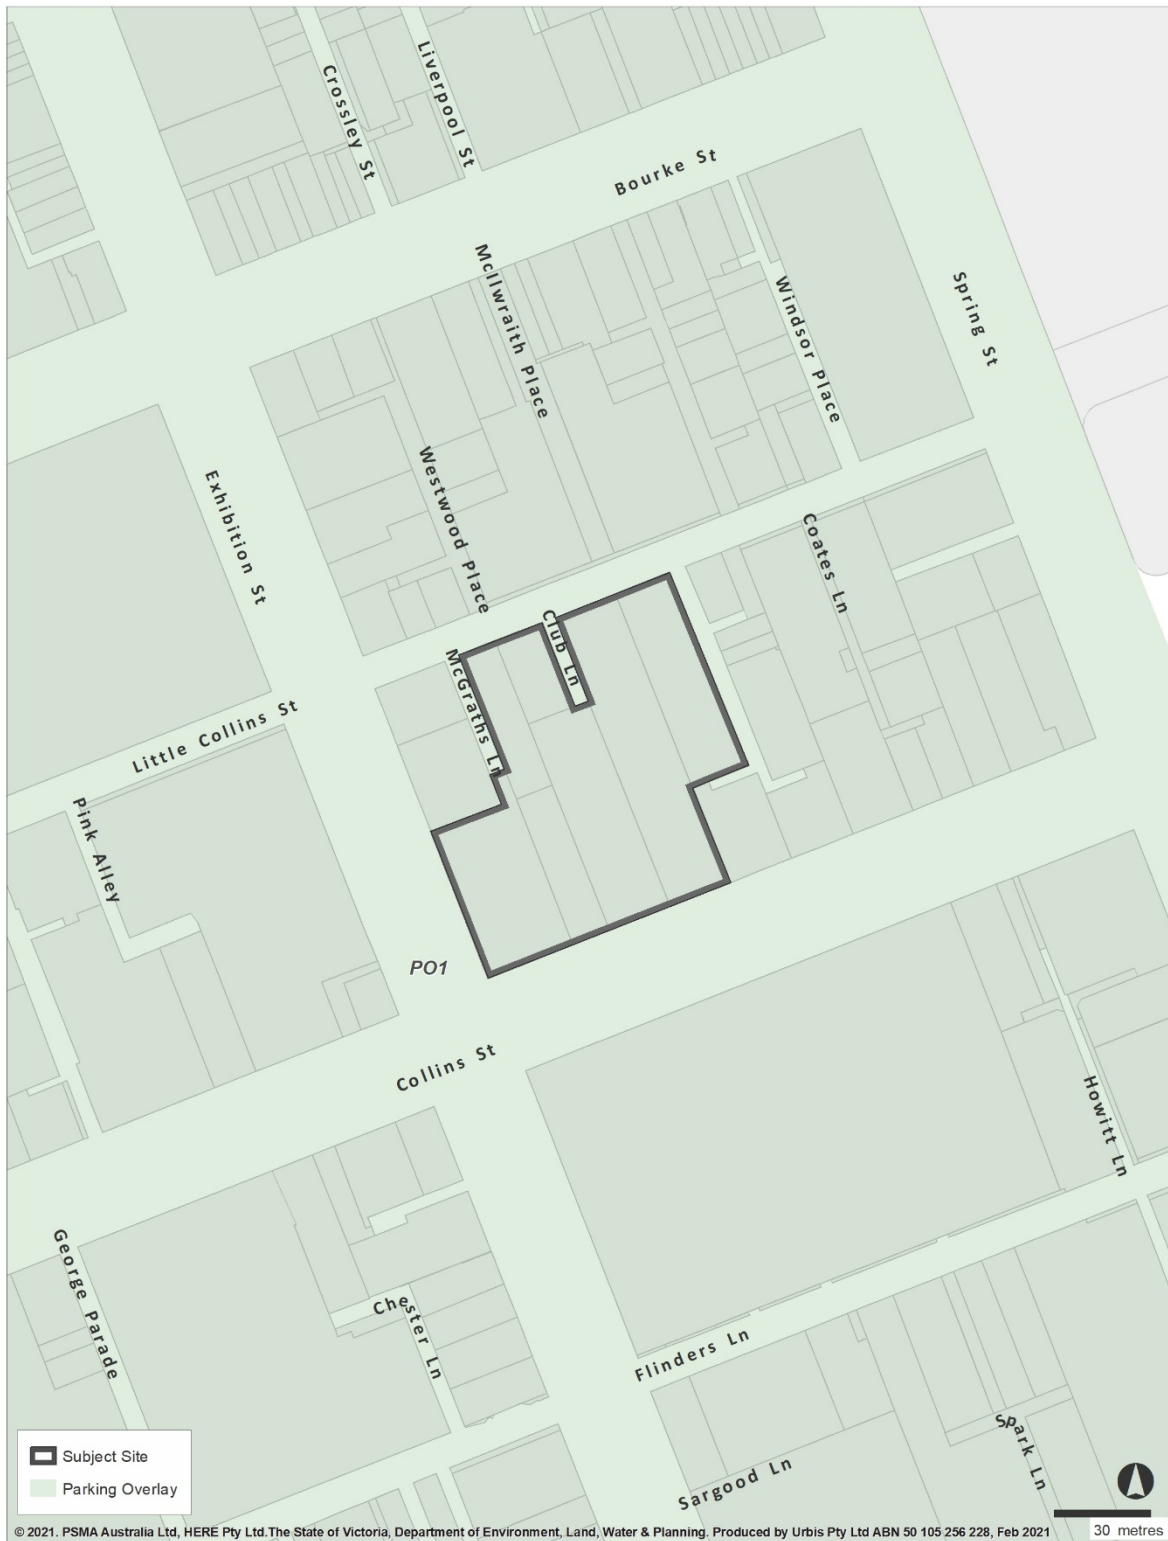 Crossley St
Liverpool St
Bourke St
McIlwraith Place
Windsor Place
Spring St
Westwood Place
Exhibition St
Coates Ln
Club Ln
McGraths Ln
Little Collins St
Pink Alley
PO1
Collins St
Howitt Ln
George Parade
Chester Ln
Flinders Ln
Spark Ln
Sargood Ln
Subject Site
Parking Overlay
© 2021. PSMA Australia Ltd, HERE Pty Ltd.The State of Victoria, Department of Environment, Land, Water & Planning. Produced by Urbis Pty Ltd ABN 50 105 256 228, Feb 2021
30 metres